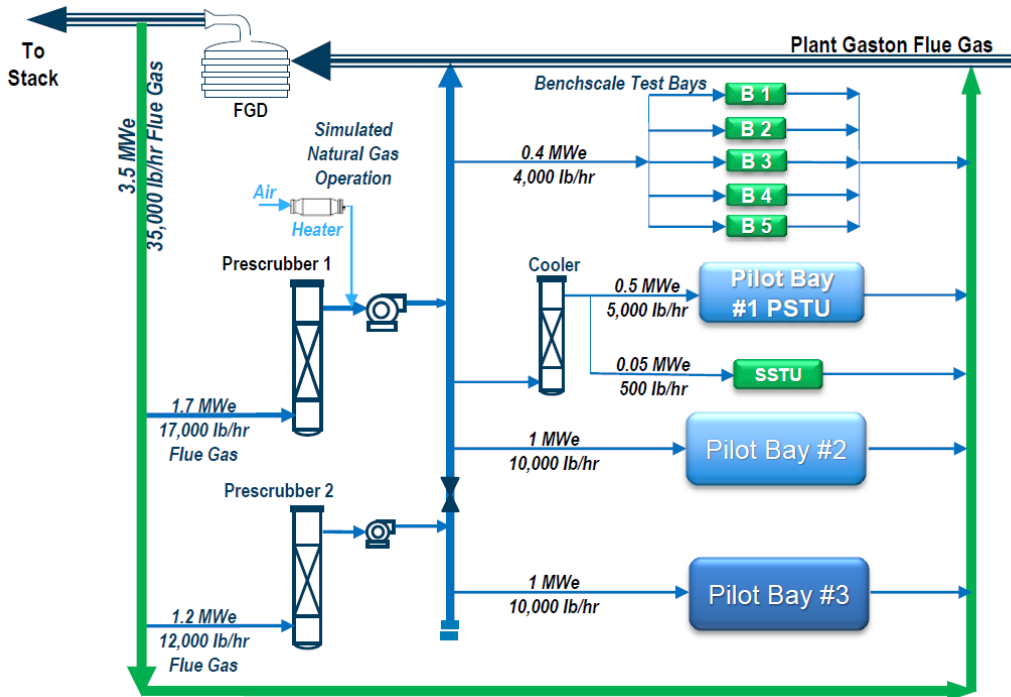 To
Stack
FGD
Plant Gaston Flue Gas
3.5 MWe
35,000 lb/hr Flue Gas
Simulated
Natural Gas
Operation
Air
Heater
Benchscale Test Bays
B 1
B 2
B 3
B 4
B 5
0.4 MWe
4,000 lb/hr
Prescrubber 1
Cooler
0.5 MWe
5,000 lb/hr
Pilot Bay
#1 PSTU
0.05 MWe
500 lb/hr
SSTU
1.7 MWe
17,000 lb/hr
Flue Gas
1 MWe
10,000 lb/hr
Pilot Bay #2
Prescrubber 2
1 MWe
10,000 lb/hr
Pilot Bay #3
1.2 MWe
12,000 lb/hr
Flue Gas